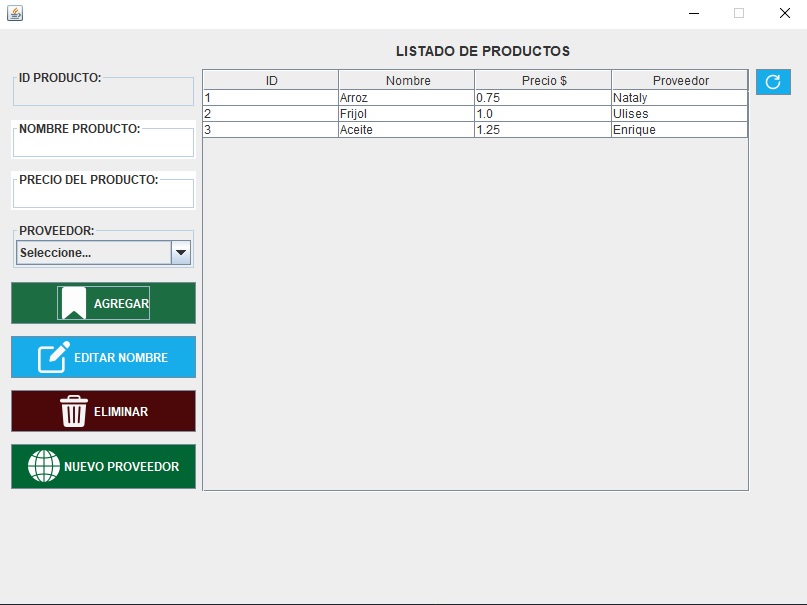 LISTADO DE PRODUCTOS
ID PRODUCTO:
NOMBRE PRODUCTO:
PRECIO DEL PRODUCTO:
PROVEEDOR:
Seleccione...
AGREGAR
EDITAR NOMBRE
ELIMINAR
NUEVO PROVEEDOR
ID Nombre Precio $ Proveedor
1 Arroz 0.75 Nataly
2 Frijol 1.0 Ulises
3 Aceite 1.25 Enrique